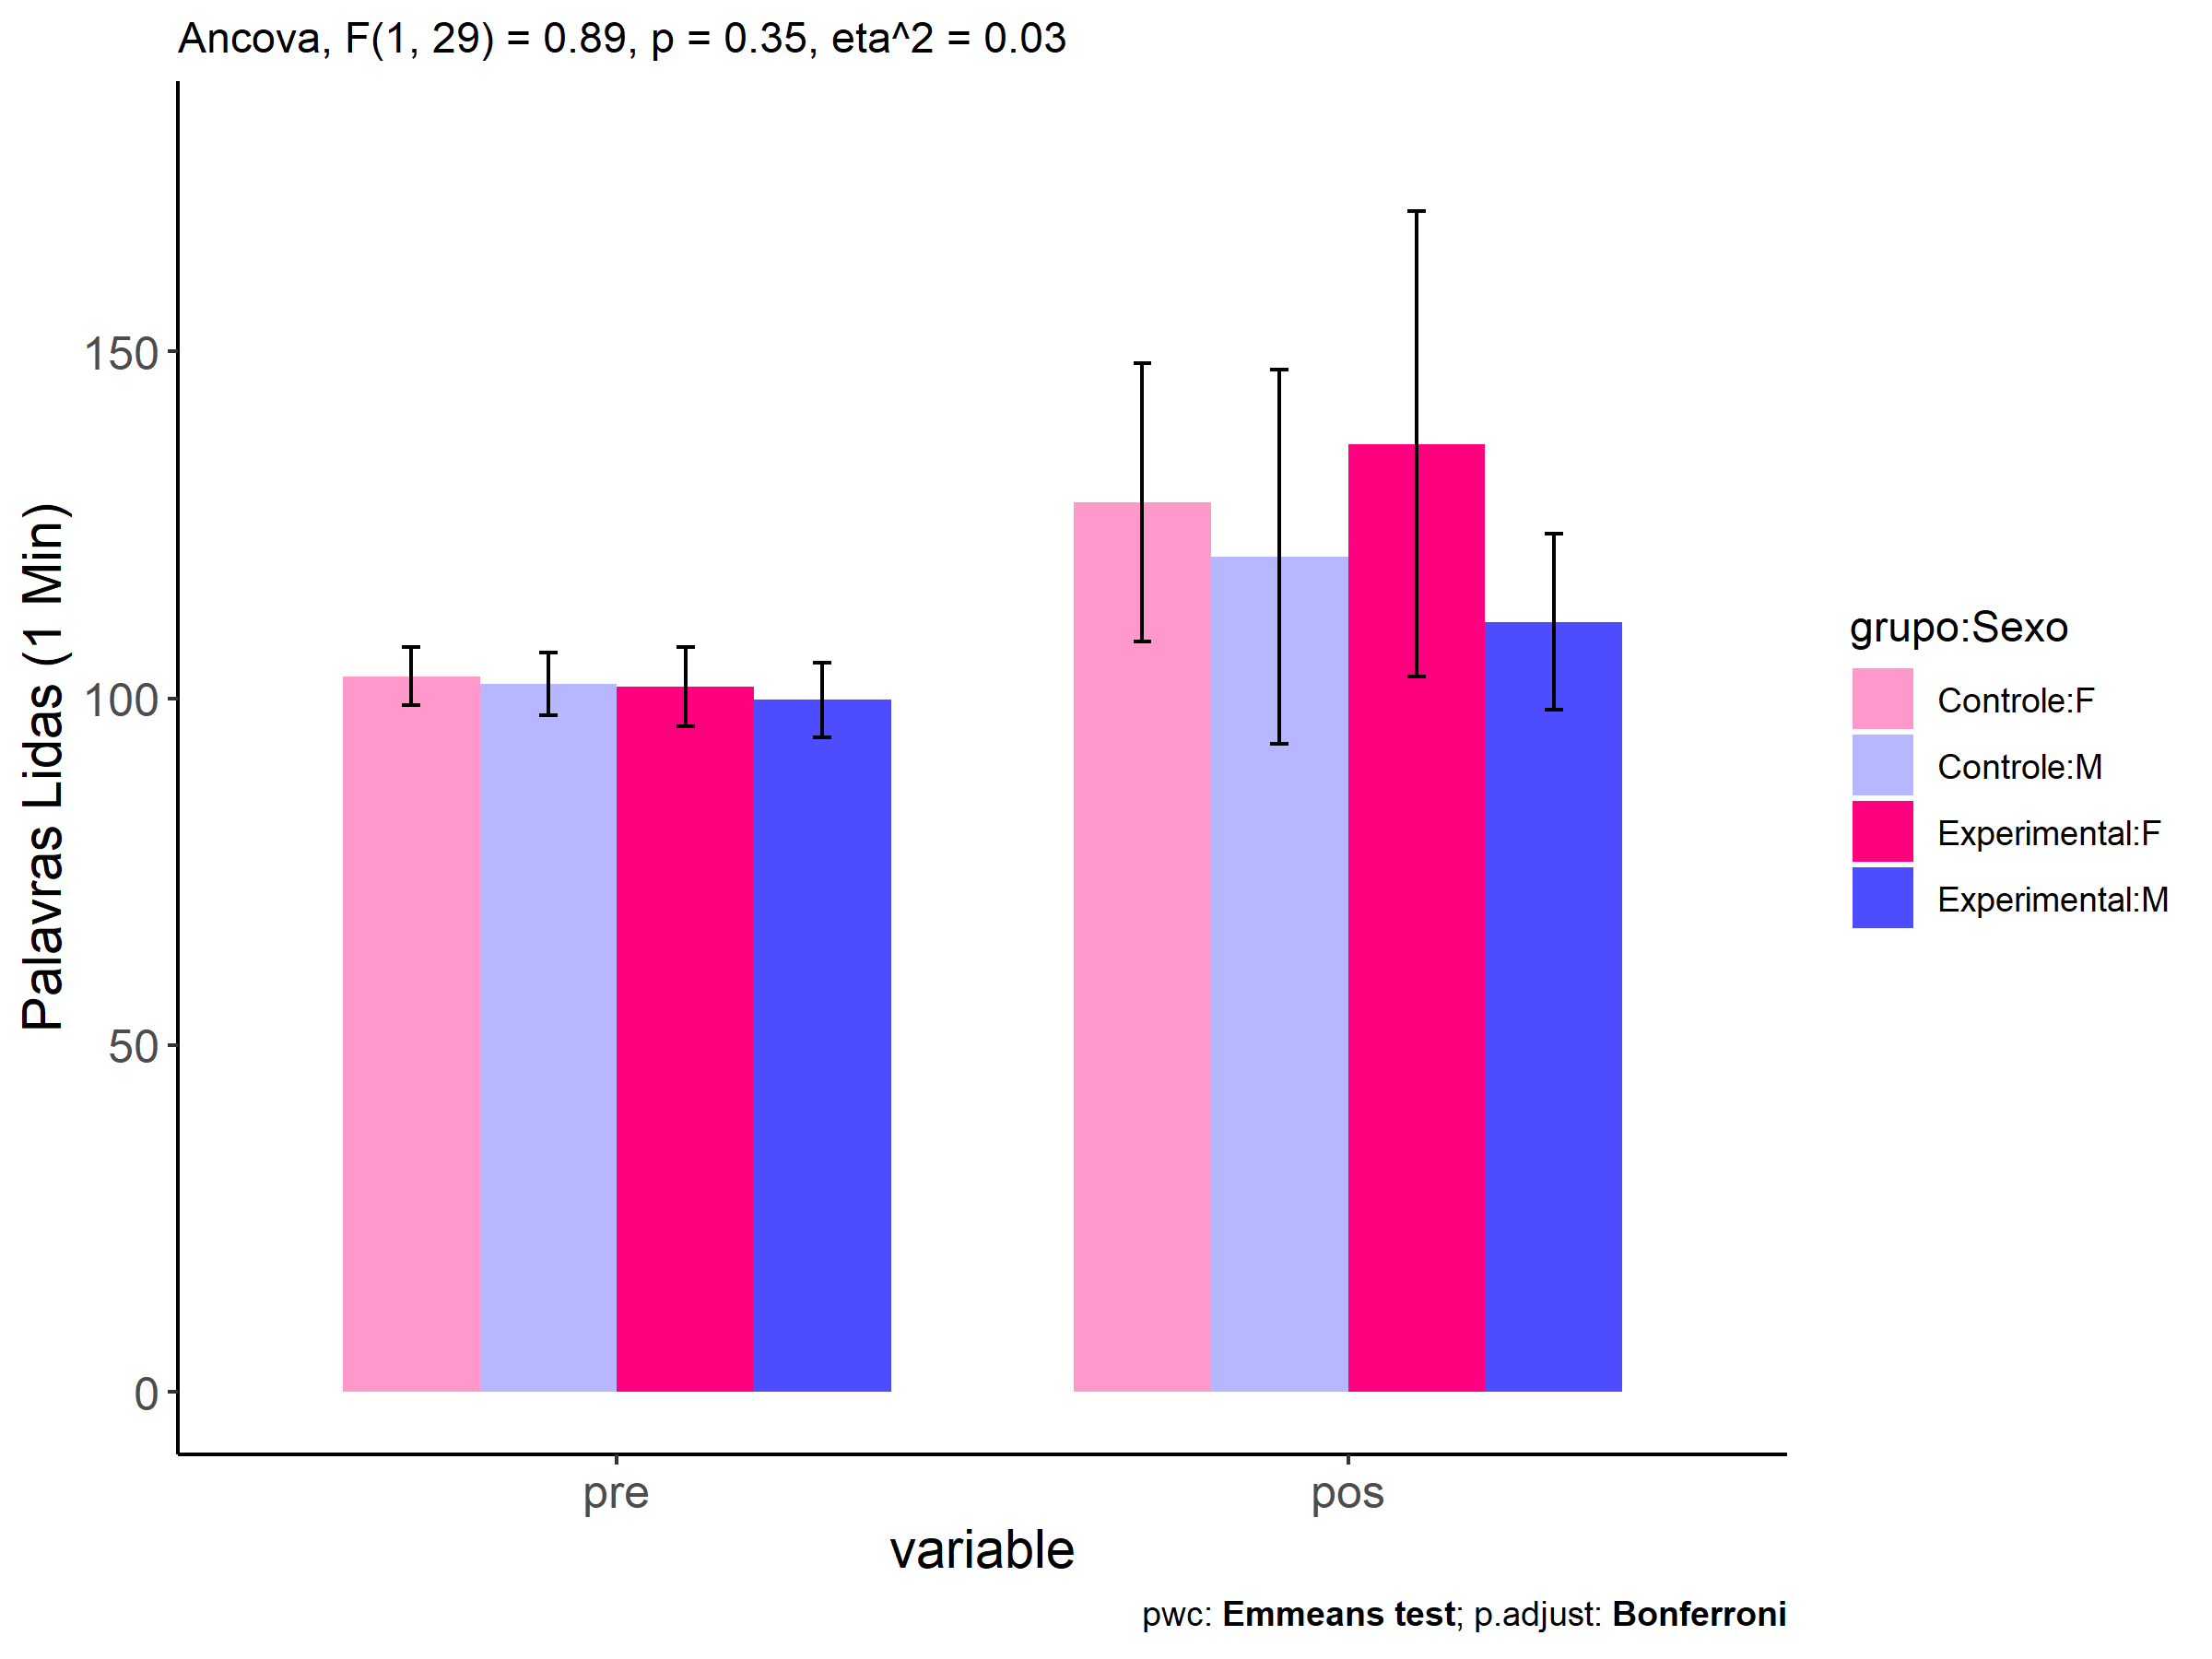 Ancova, F(1, 29) = 0.89, p = 0.35, eta^2 = 0.03
Palavras Lidas (1 Min)
150
100
50
0
pre
pos
variable
grupo:Sexo
Controle:F
Controle:M
Experimental:F
Experimental:M
pwc: Emmeans test; p.adjust: Bonferroni